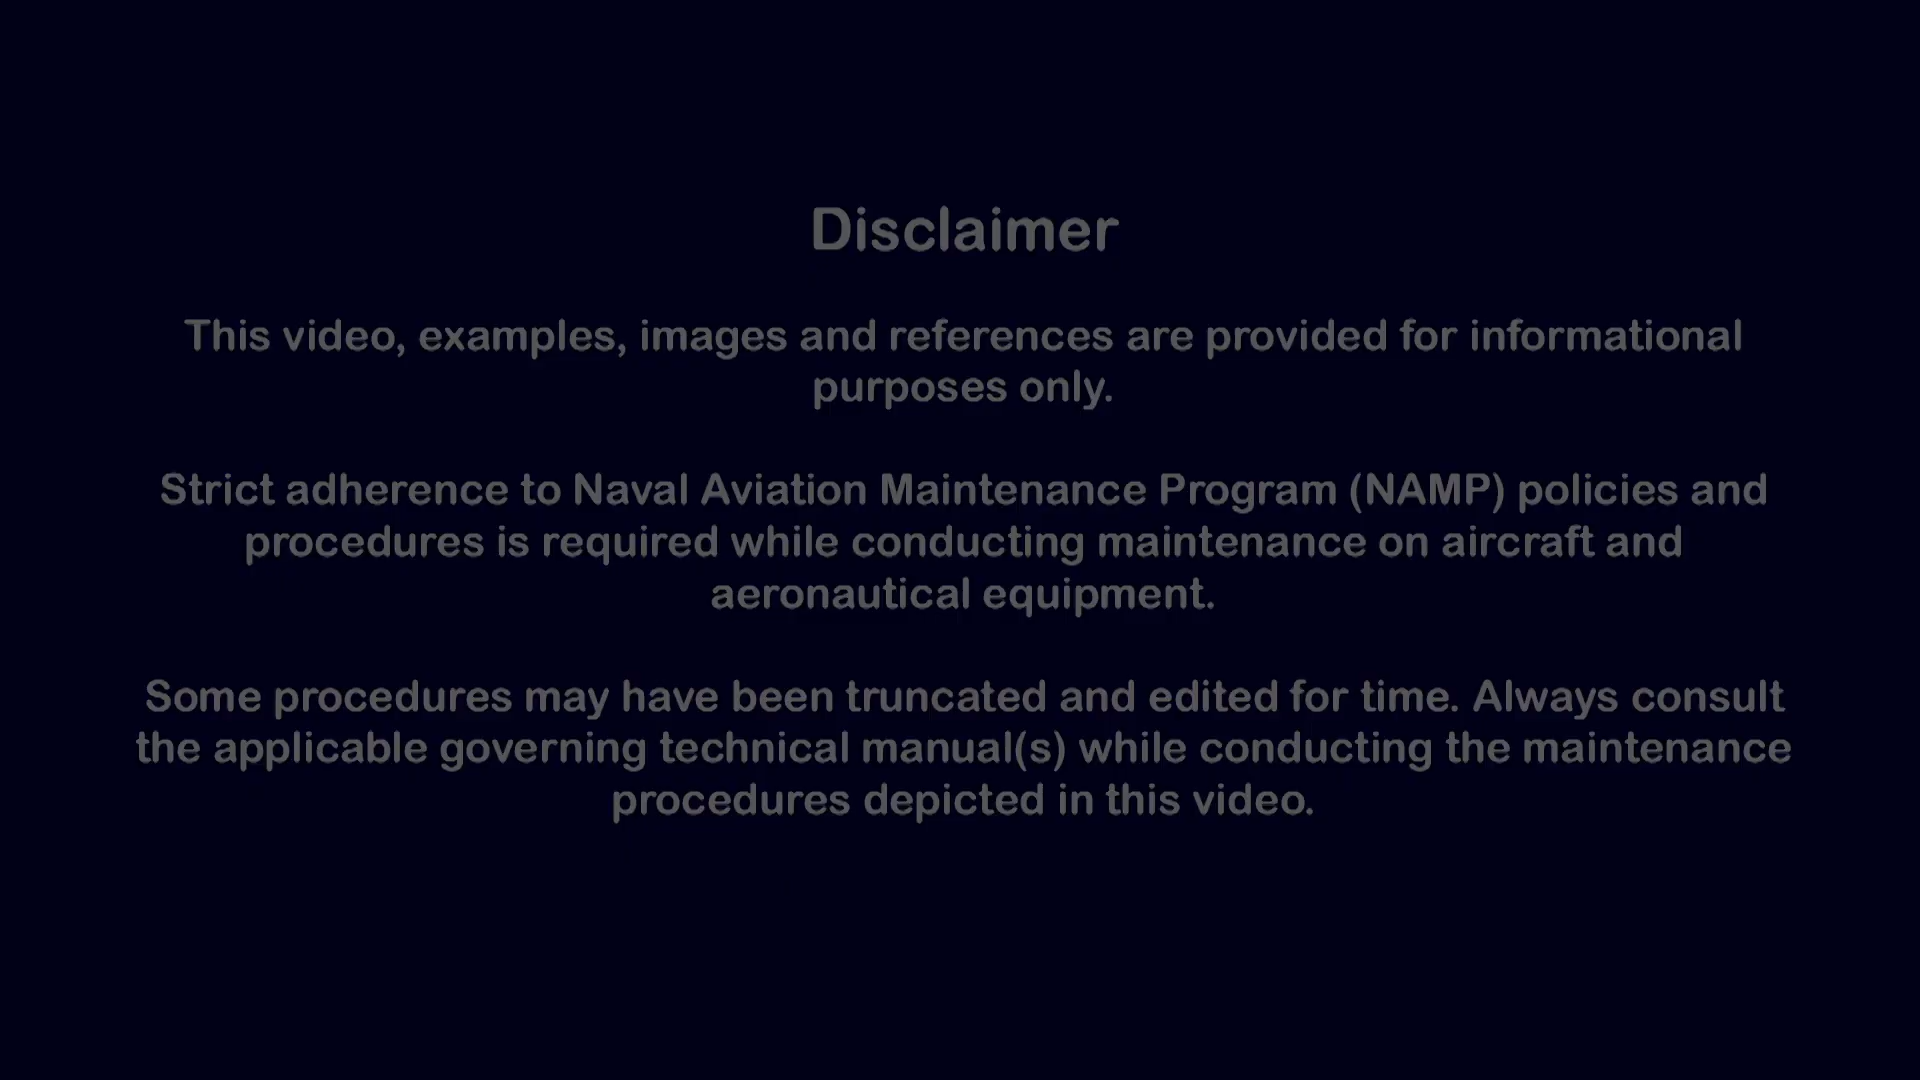 Disclaimer
This video, examples, images and references are provided for informational
purposes only.
Strict adherence to Naval Aviation Maintenance Program (NAMP) policies and
procedures is required while conducting maintenance on aircraft and
aeronautical equipment.
Some procedures may have been truncated and edited for time. Always consult
the applicable governing technical manual(s) while conducting the maintenance
procedures depicted in this video.